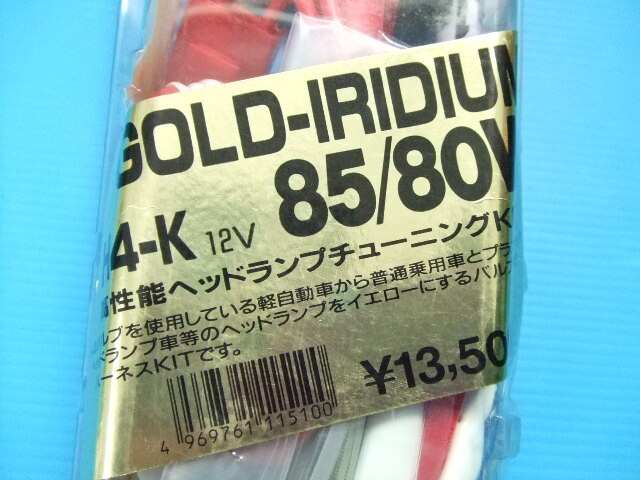 GOLD-IRIDIUM
85/80W
H4-K 12V
高性能ヘッドランプチューニングK
ルブを使用している軽自動車から普通乗用車とプラ
ドランプ車等のヘッドランプをイエローにするバルブ
ーネスKITです。
¥13,50
4 969761 115100